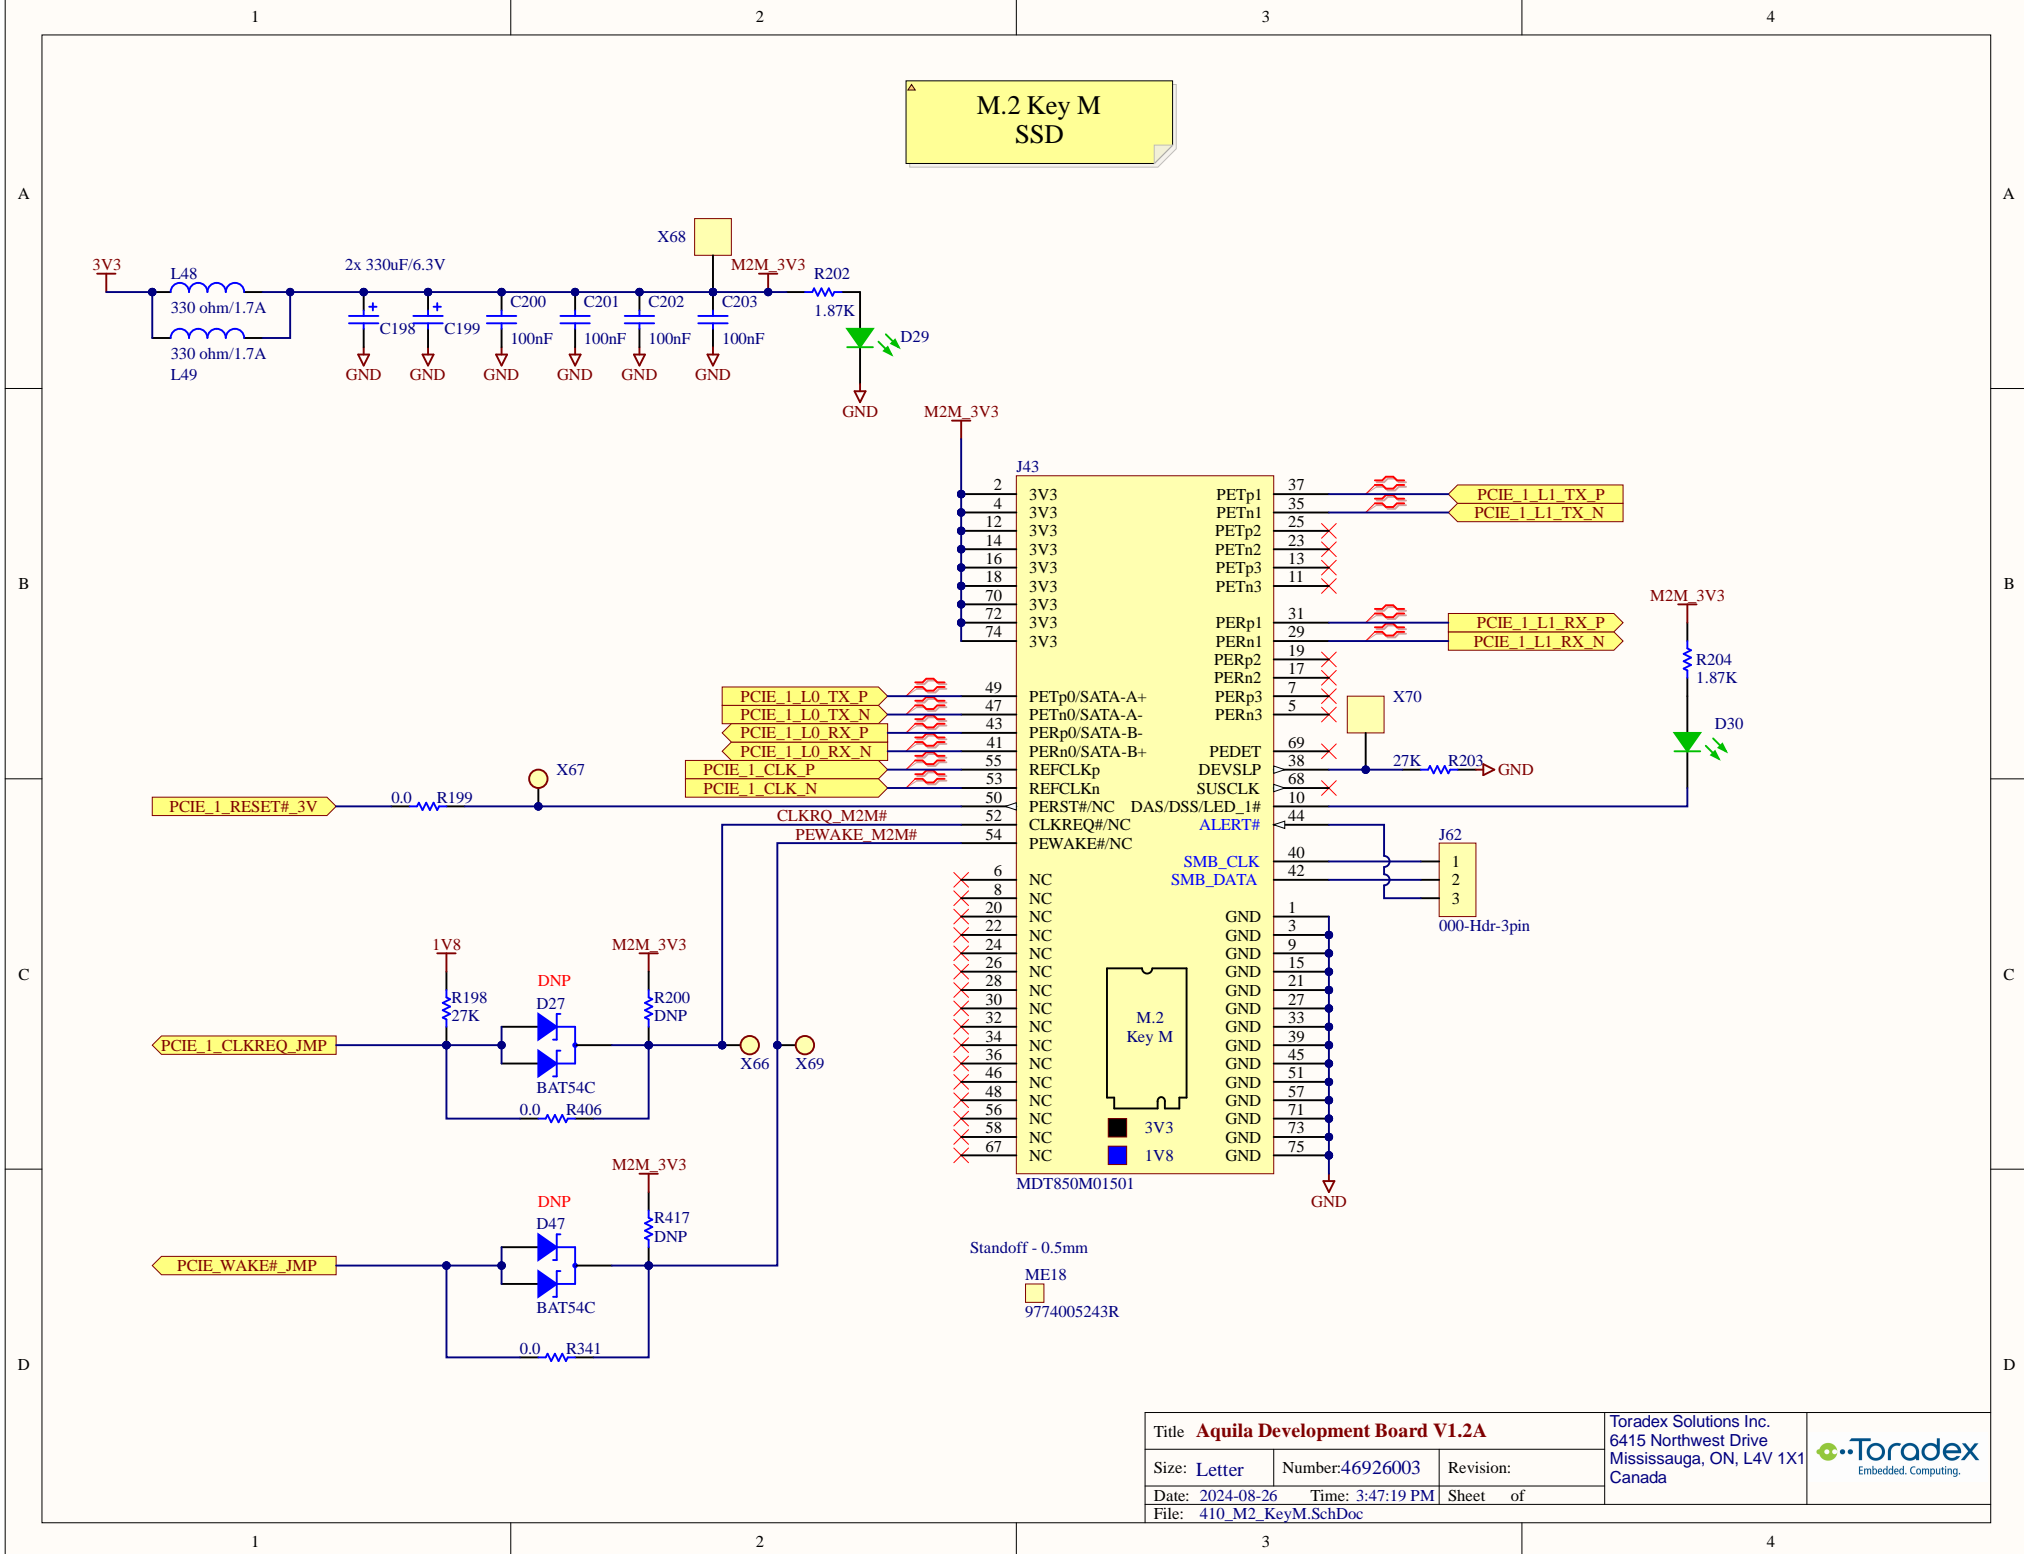 1 2 3 4
M.2 Key M
SSD
A A
X68
3V3
L48
330 ohm/1.7A
330 ohm/1.7A
L49
2x 330uF/6.3V
M2M_3V3
R202
1.87K
+ C198
+ C199
C200 100nF
C201 100nF
C202 100nF
C203 100nF
GND GND GND GND GND GND
D29
GND
M2M_3V3
B B
J43
2 3V3
4 3V3
12 3V3
14 3V3
16 3V3
18 3V3
70 3V3
72 3V3
74 3V3
PETp1 37 PCIE_1_L1_TX_P
PETn1 35 PCIE_1_L1_TX_N
PETp2 25
PETn2 23
PETp3 13
PETn3 11
PERp1 31 PCIE_1_L1_RX_P
PERn1 29 PCIE_1_L1_RX_N
PERp2 19
PERn2 17
PERp3 7
PERn3 5
M2M_3V3
R204
1.87K
D30
X70
PCIE_1_L0_TX_P 49 PETp0/SATA-A+
PCIE_1_L0_TX_N 47 PETn0/SATA-A-
PCIE_1_L0_RX_P 43 PERp0/SATA-B-
PCIE_1_L0_RX_N 41 PERn0/SATA-B+
PCIE_1_CLK_P 55 REFCLKp
PCIE_1_CLK_N 53 REFCLKn
X67
PCIE_1_RESET#_3V 0.0 R199 50 PERST#/NC
CLKRQ_M2M# 52 CLKREQ#/NC
PEWAKE_M2M# 54 PEWAKE#/NC
PEDET 69
DEVSLP 38 27K R203 GND
SUSCLK 68
DAS/DSS/LED_1# 10
ALERT# 44
SMB_CLK 40
SMB_DATA 42
J62
1
2
3
000-Hdr-3pin
C C
6 NC
8 NC
20 NC
22 NC
24 NC
26 NC
28 NC
30 NC
32 NC
34 NC
36 NC
46 NC
48 NC
56 NC
58 NC
67 NC
GND 1
GND 3
GND 9
GND 15
GND 21
GND 27
GND 33
GND 39
GND 45
GND 51
GND 57
GND 71
GND 73
GND 75
M.2
Key M
3V3
1V8
MDT850M01501
GND
1V8
R198
27K
DNP
D27
BAT54C
M2M_3V3
R200
DNP
PCIE_1_CLKREQ_JMP
X66 X69
0.0 R406
D D
M2M_3V3
R417
DNP
DNP
D47
BAT54C
PCIE_WAKE#_JMP
0.0 R341
Standoff - 0.5mm
ME18
9774005243R
Title Aquila Development Board V1.2A
Size: Letter Number:46926003 Revision:
Date: 2024-08-26 Time: 3:47:19 PM Sheet of
File: 410_M2_KeyM.SchDoc
Toradex Solutions Inc.
6415 Northwest Drive
Mississauga, ON, L4V 1X1
Canada
Toradex
Embedded. Computing.
1 2 3 4